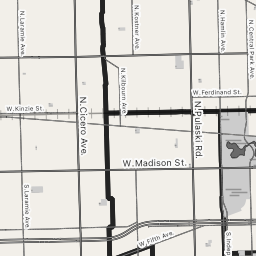 N. Laramie Ave.
N. Kostner Ave.
N. Hamlin Ave.
N. Central Park Ave.
N. Kilbourn Ave.
W. Ferdinand St.
W. Kinzie St.
N. Cicero Ave.
N. Pulaski Rd.
W. Madison St.
S. Laramie Ave
W. Fifth Ave.
S. Indep